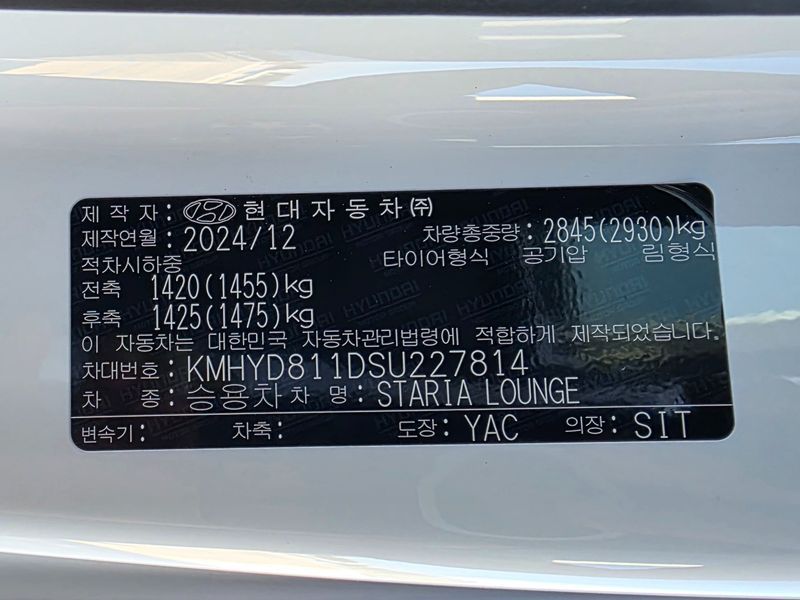 제 작 자: 현대자동차㈜
제작연월: 2024/12 차량총중량: 2845(2930)kg
적차시하중 타이어형식 공기압 림형식
전축 1420(1455)kg
후축 1425(1475)kg
이 자동차는 대한민국 자동차관리법령에 적합하게 제작되었습니다.
차대번호: KMHYD811DSU227814
차 종: 승용차 차 명: STARIA LOUNGE
변속기: 차축: 도장: YAC 의장: SIT